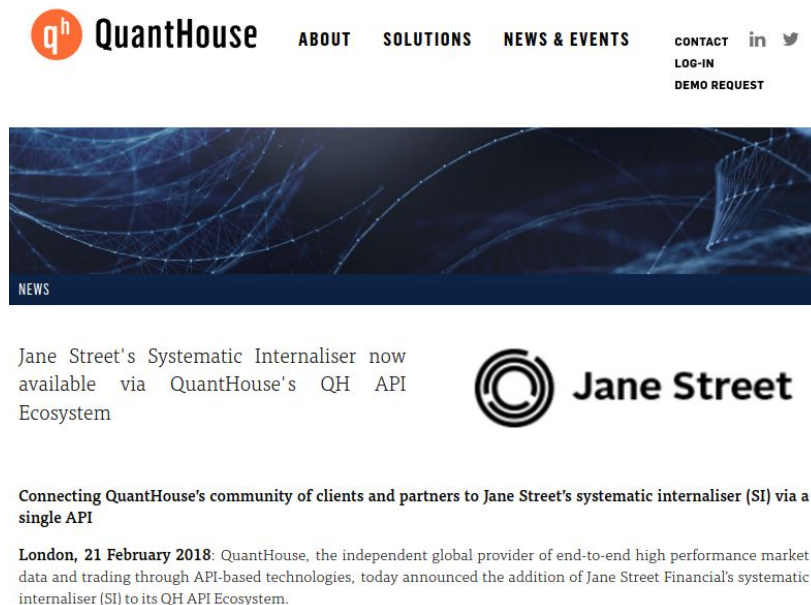 qh QuantHouse
ABOUT SOLUTIONS NEWS & EVENTS
CONTACT in
LOG-IN
DEMO REQUEST
NEWS
Jane Street's Systematic Internaliser now
available via QuantHouse's QH API
Ecosystem
Jane Street
Connecting QuantHouse's community of clients and partners to Jane Street's systematic internaliser (SI) via a
single API
London, 21 February 2018: QuantHouse, the independent global provider of end-to-end high performance market
data and trading through API-based technologies, today announced the addition of Jane Street Financial's systematic
internaliser (SI) to its QH API Ecosystem.